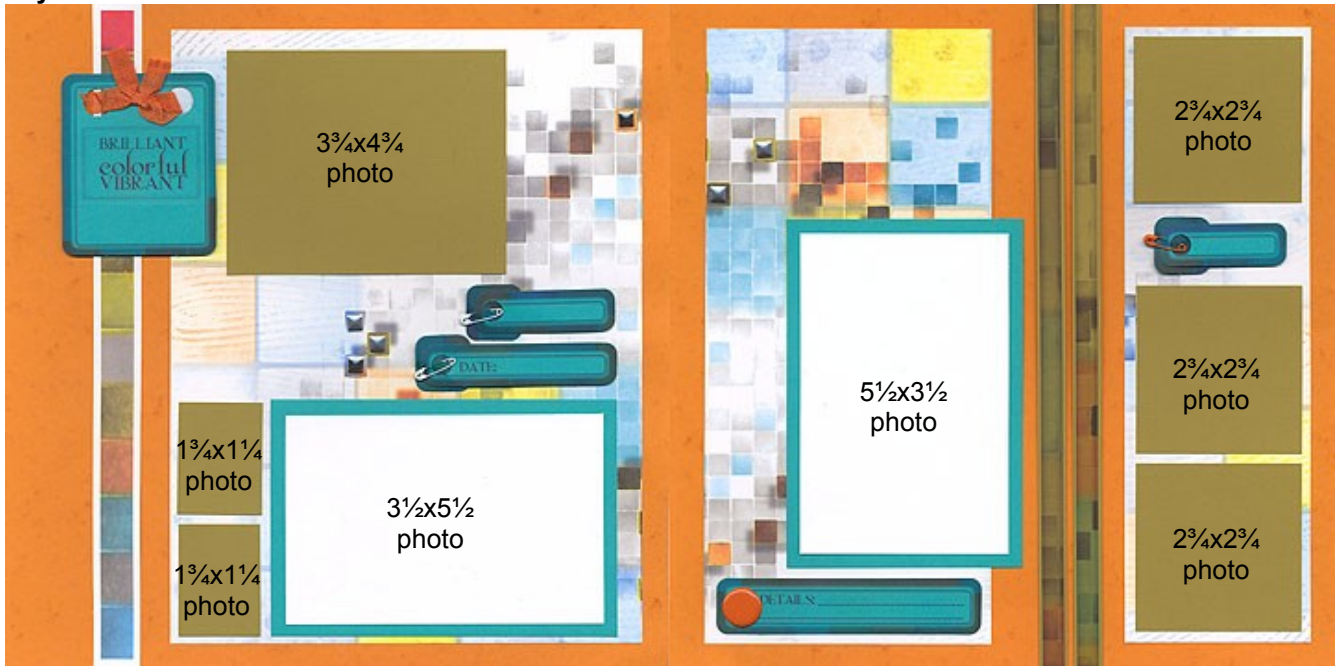 BRILLIANT
colorful
VIBRANT
3¾x4¾
photo
DATE:
1¾x1¼
photo
1¾x1¼
photo
3½x5½
photo
5½x3½
photo
DETAILS:
2¾x2¾
photo
2¾x2¾
photo
2¾x2¾
photo